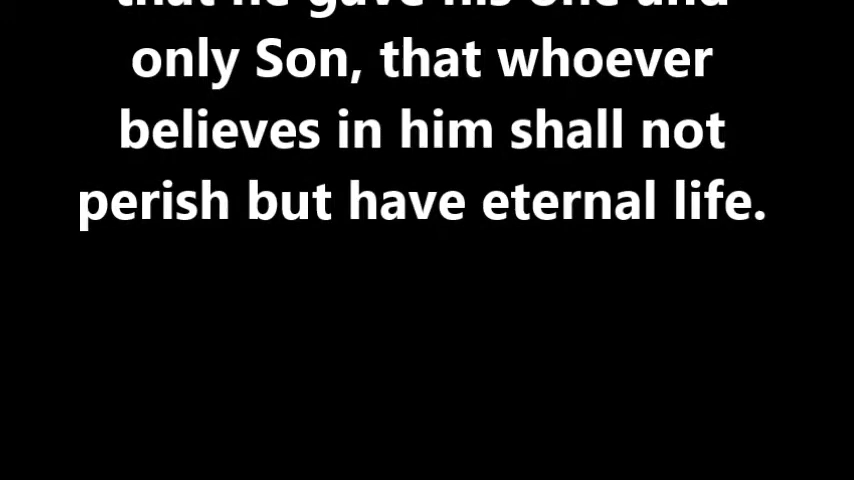 that he gave his one and
only Son, that whoever
believes in him shall not
perish but have eternal life.